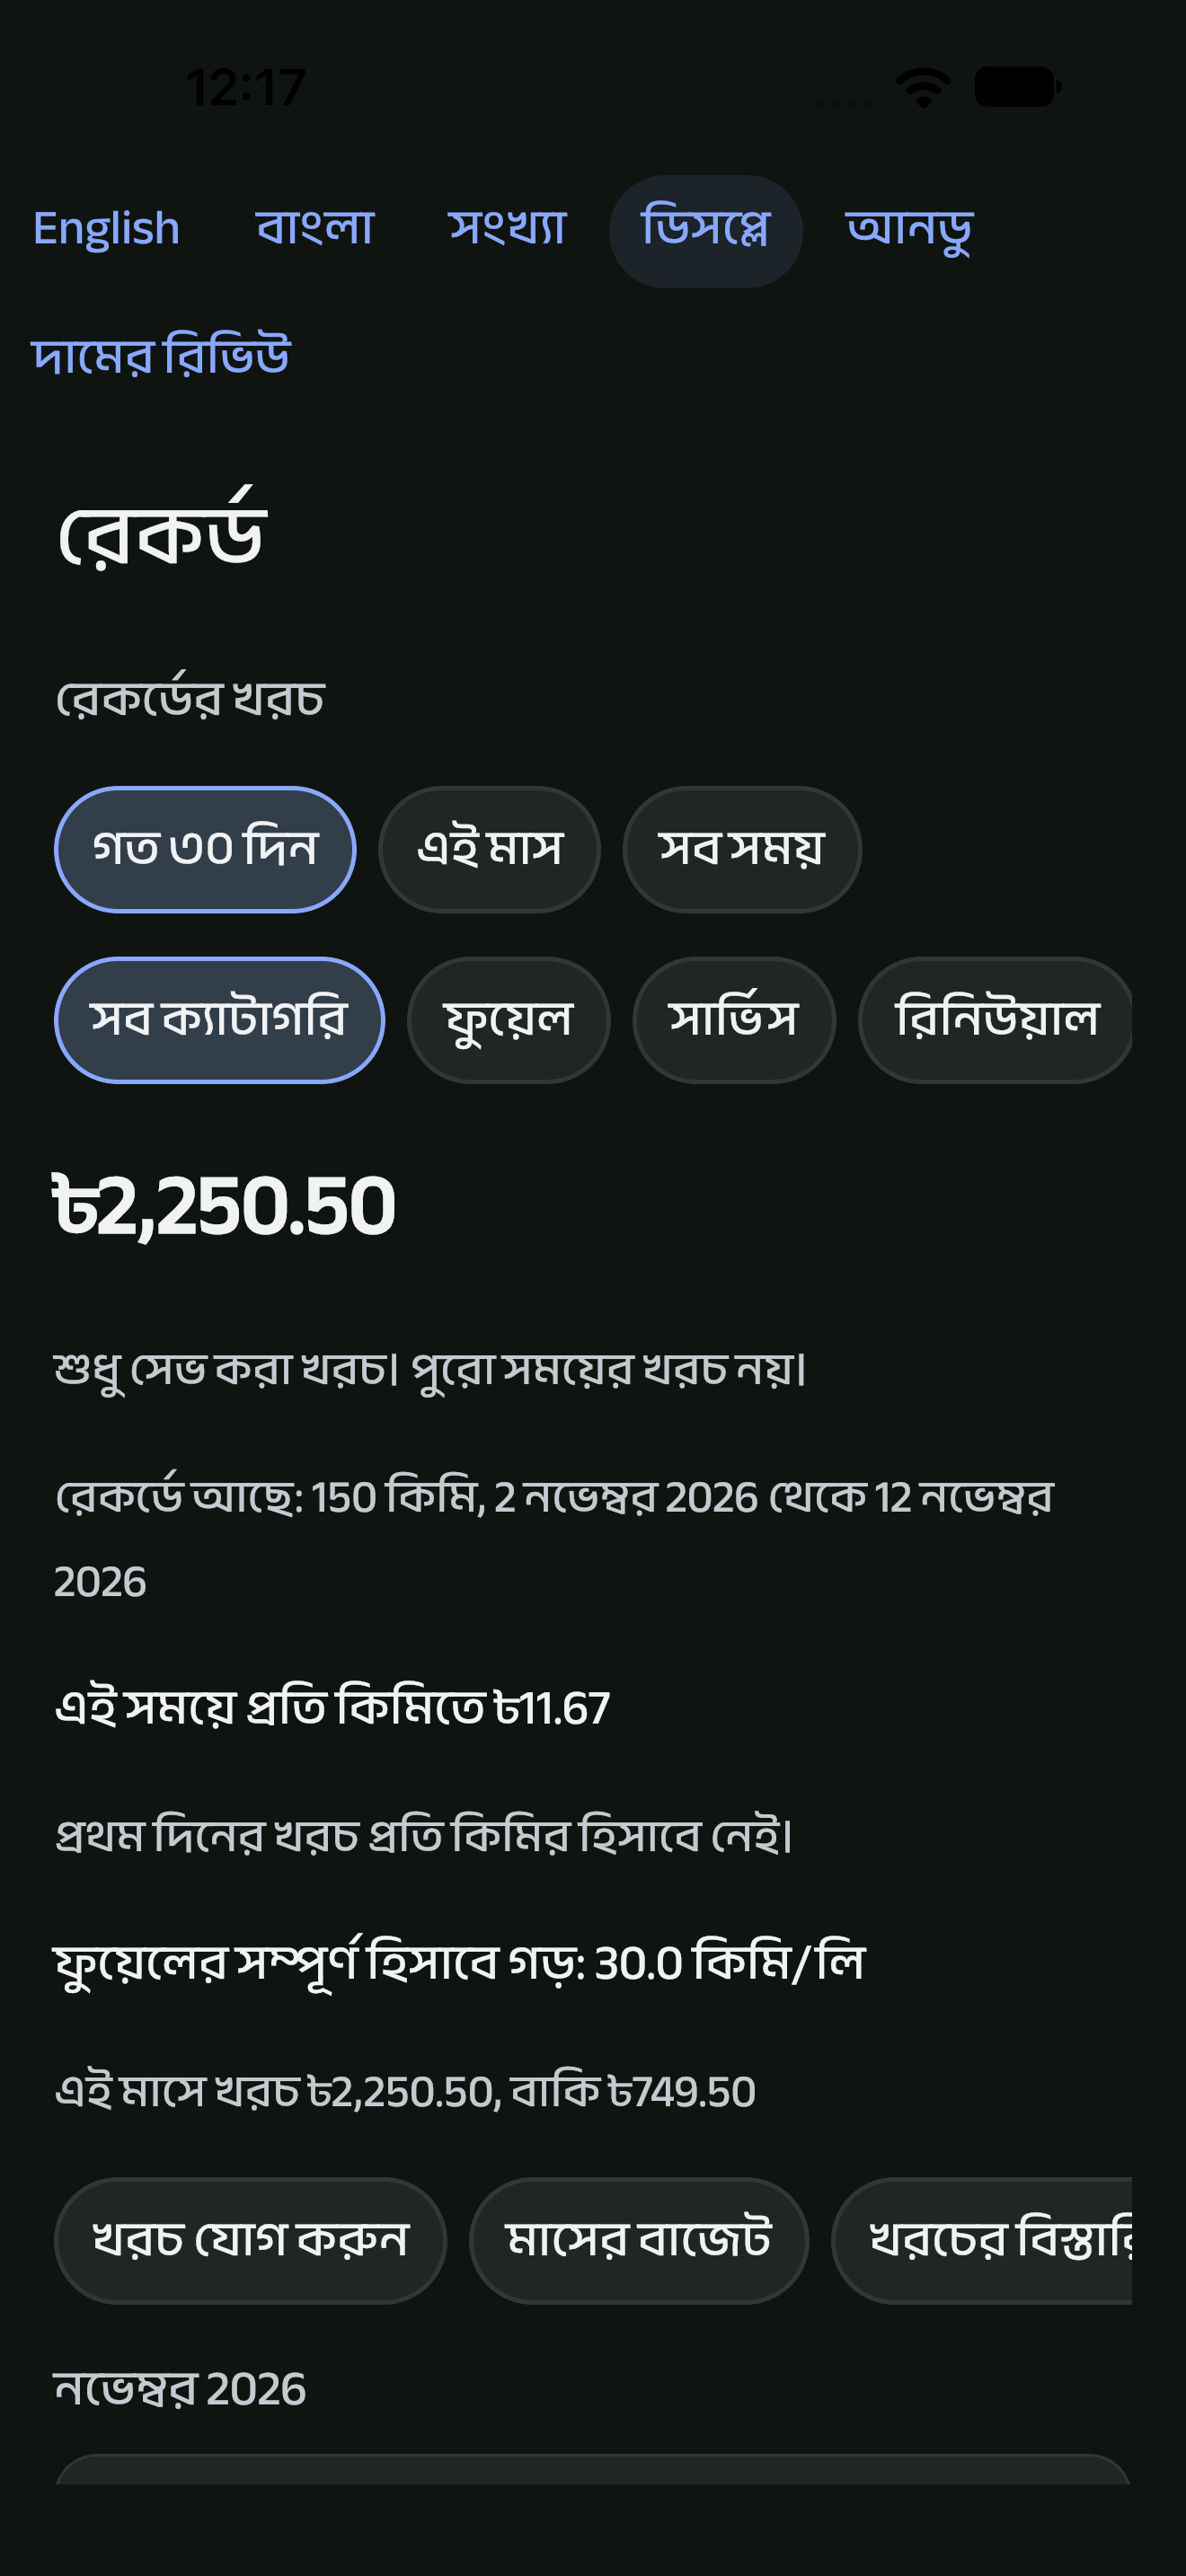 12:17
English বাংলা সংখ্যা ডিসপ্লে আনডু
দামের রিভিউ
রেকর্ড
রেকর্ডের খরচ
গত ৩০ দিন এই মাস সব সময়
সব ক্যাটাগরি ফুয়েল সার্ভিস রিনিউয়াল
৳2,250.50
শুধু সেভ করা খরচ। পুরো সময়ের খরচ নয়।
রেকর্ডে আছে: 150 কিমি, 2 নভেম্বর 2026 থেকে 12 নভেম্বর
2026
এই সময়ে প্রতি কিমিতে ৳11.67
প্রথম দিনের খরচ প্রতি কিমির হিসাবে নেই।
ফুয়েলের সম্পূর্ণ হিসাবে গড়: 30.0 কিমি/লি
এই মাসে খরচ ৳2,250.50, বাকি ৳749.50
খরচ যোগ করুন মাসের বাজেট খরচের
নভেম্বর 2026